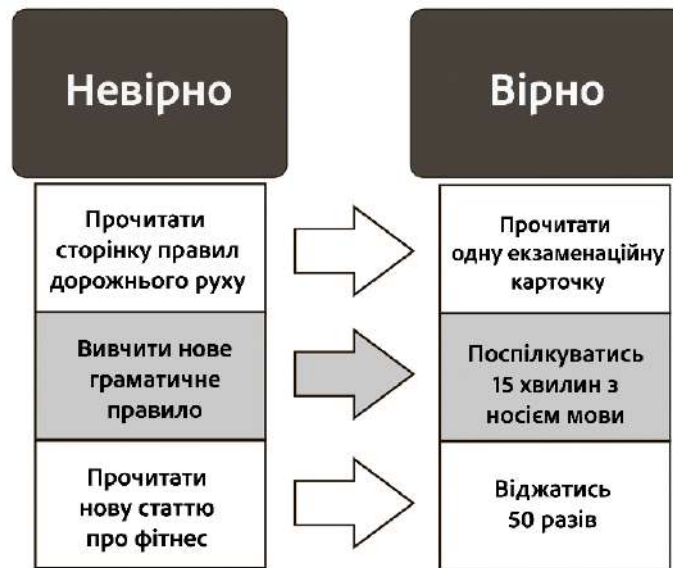 Невірно
Вірно
Прочитати
сторінку правил
дорожнього руху
Прочитати
одну екзаменаційну
карточку
Вивчити нове
граматичне
правило
Поспілкуватись
15 хвилин з
носієм мови
Прочитати
нову статтю
про фітнес
Віджатись
50 разів